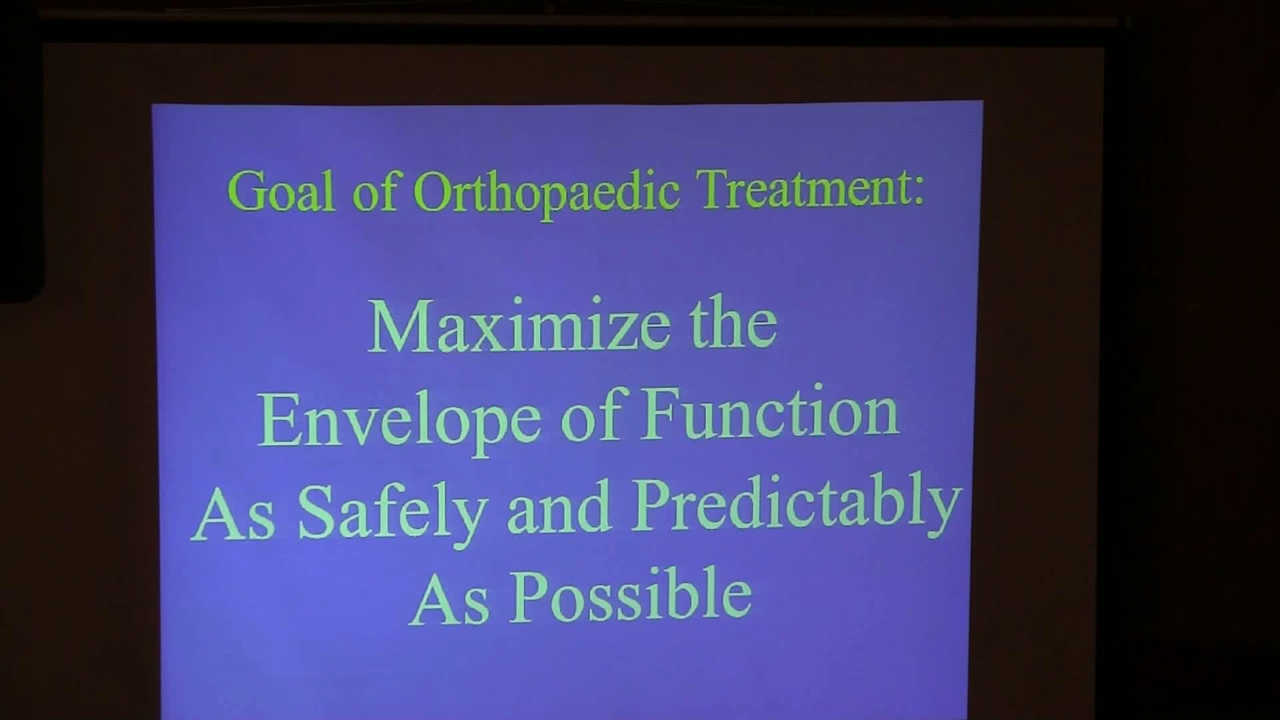 Goal of Orthopaedic Treatment:
Maximize the
Envelope of Function
As Safely and Predictably
As Possible